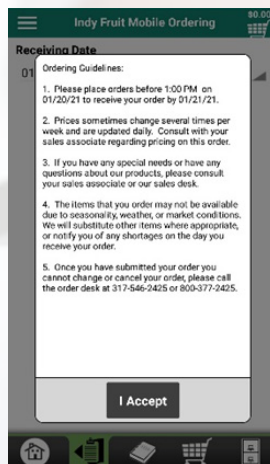 Indy Fruit Mobile Ordering
$0.00
Receiving Date
01
Ordering Guidelines:
1. Please place orders before 1:00 PM on
01/20/21 to receive your order by 01/21/21.
2. Prices sometimes change several times per
week and are updated daily. Consult with your
sales associate regarding pricing on this order.
3. If you have any special needs or have any
questions about our products, please consult
your sales associate or our sales desk.
4. The items that you order may not be available
due to seasonality, weather, or market conditions.
We will substitute other items where appropriate,
or notify you of any shortages on the day you
receive your order.
5. Once you have submitted your order you
cannot change or cancel your order, please call
the order desk at 317-546-2425 or 800-377-2425.
I Accept